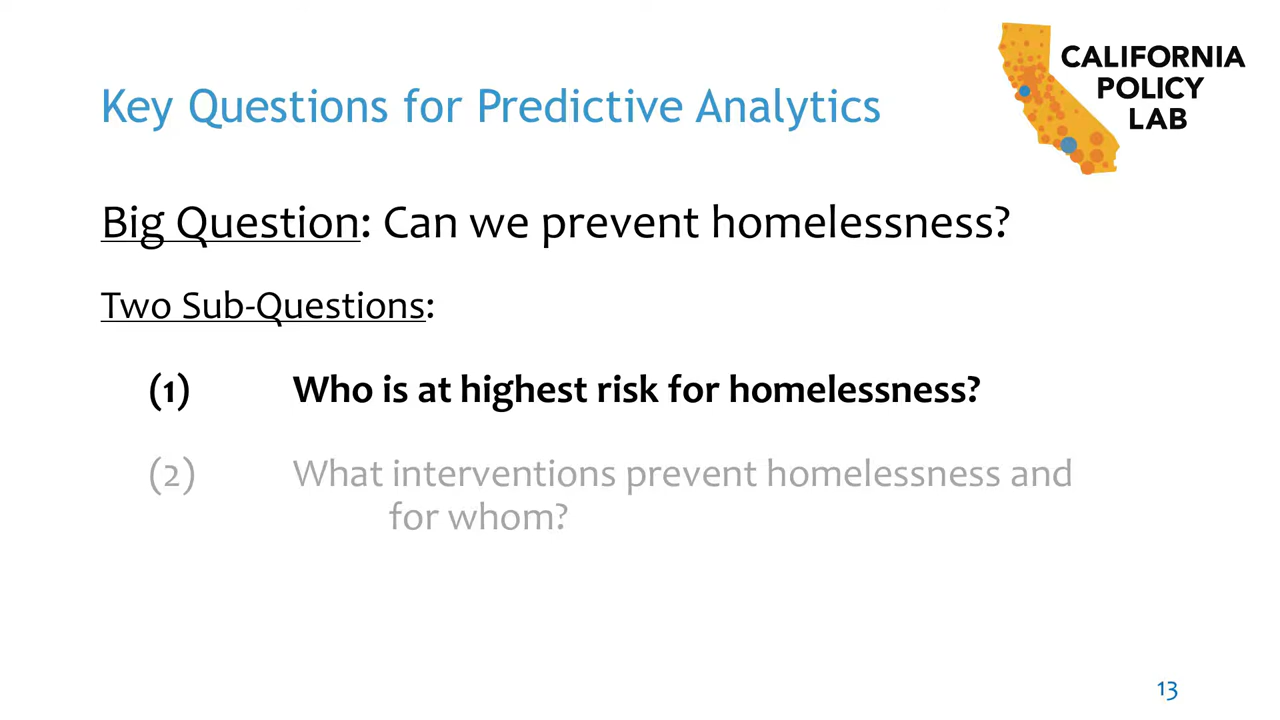 CALIFORNIA
POLICY
LAB
Key Questions for Predictive Analytics
Big Question: Can we prevent homelessness?
Two Sub-Questions:
(1) Who is at highest risk for homelessness?
(2) What interventions prevent homelessness and
for whom?
13